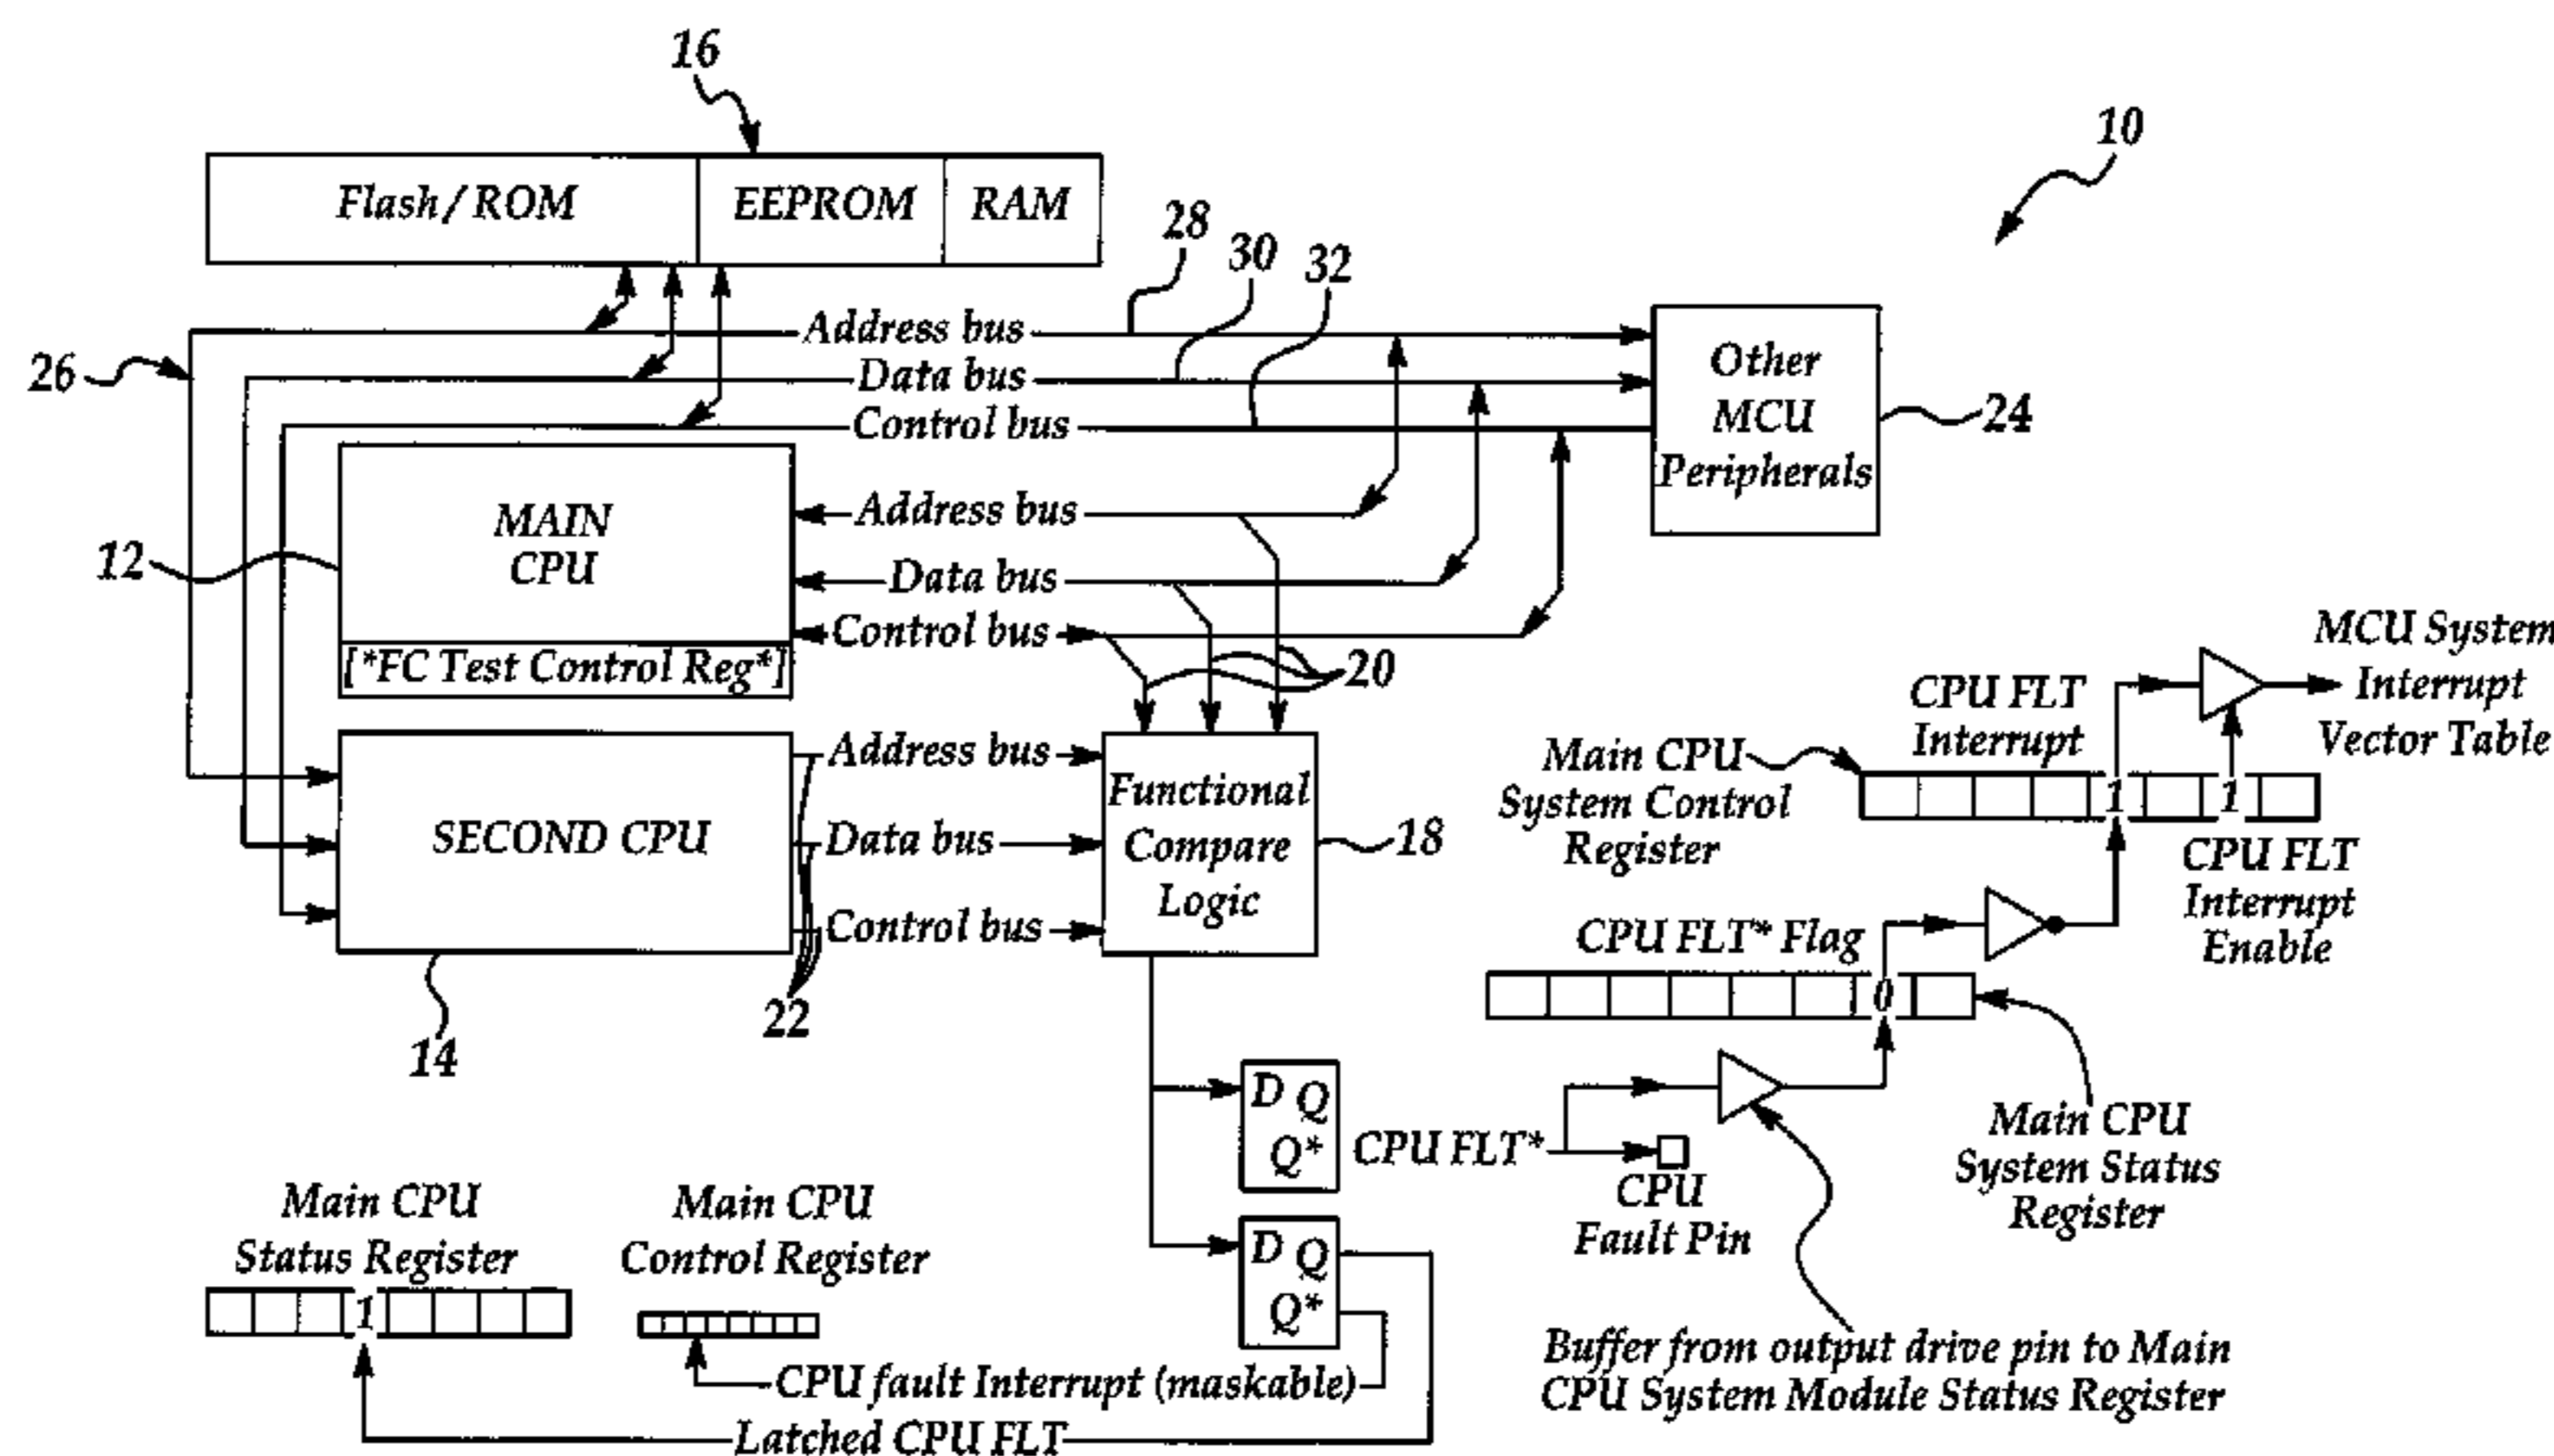 16
10
Flash / ROM
EEPROM
RAM
28
30
32
26
Address bus
Data bus
Control bus
Other
MCU
Peripherals
24
MAIN
CPU
12
Address bus
Data bus
Control bus
[*FC Test Control Reg*]
20
SECOND CPU
14
Address bus
Data bus
Control bus
22
Functional
Compare
Logic
18
MCU System
Interrupt
Vector Table
CPU FLT
Interrupt
Main CPU
System Control
Register
1
1
CPU FLT
Interrupt
Enable
CPU FLT* Flag
0
Main CPU
System Status
Register
D Q
Q*
CPU FLT*
CPU
Fault Pin
D Q
Q*
Buffer from output drive pin to Main
CPU System Module Status Register
Main CPU
Status Register
1
Main CPU
Control Register
CPU fault Interrupt (maskable)
Latched CPU FLT